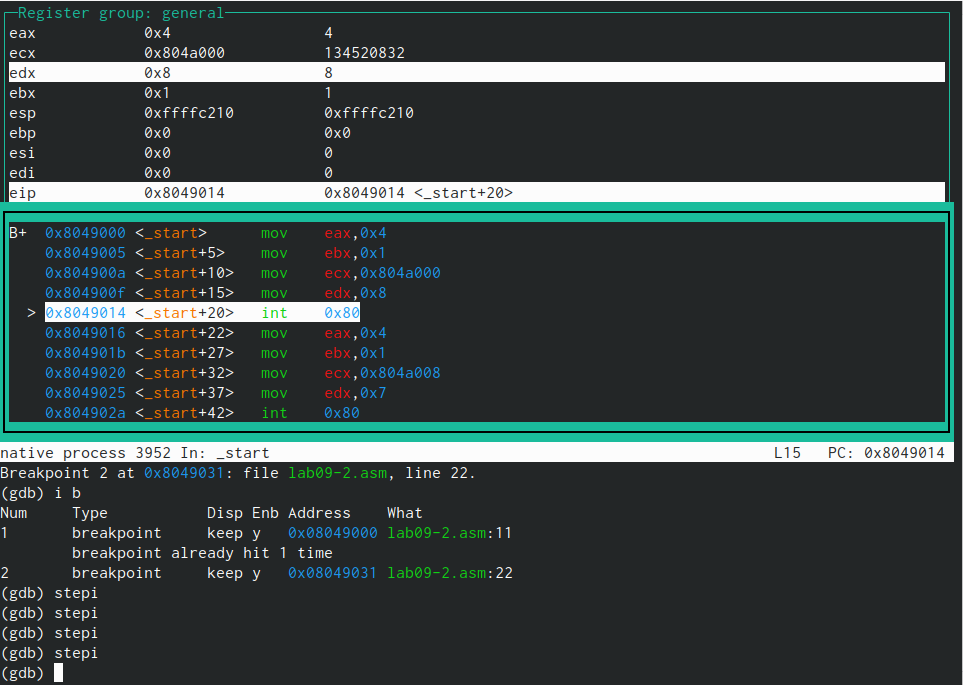 Register group: general
eax            0x4                 4
ecx            0x804a000           134520832
edx            0x8                 8
ebx            0x1                 1
esp            0xffffc210          0xffffc210
ebp            0x0                 0x0
esi            0x0                 0
edi            0x0                 0
eip            0x8049014           0x8049014 <_start+20>
B+  0x8049000 <_start>      mov    eax,0x4
    0x8049005 <_start+5>    mov    ebx,0x1
    0x804900a <_start+10>   mov    ecx,0x804a000
    0x804900f <_start+15>   mov    edx,0x8
  > 0x8049014 <_start+20>   int    0x80
    0x8049016 <_start+22>   mov    eax,0x4
    0x804901b <_start+27>   mov    ebx,0x1
    0x8049020 <_start+32>   mov    ecx,0x804a008
    0x8049025 <_start+37>   mov    edx,0x7
    0x804902a <_start+42>   int    0x80
native process 3952 In: _start                                                        L15   PC: 0x8049014
Breakpoint 2 at 0x8049031: file lab09-2.asm, line 22.
(gdb) i b
Num     Type           Disp Enb Address    What
1       breakpoint     keep y   0x08049000 lab09-2.asm:11
        breakpoint already hit 1 time
2       breakpoint     keep y   0x08049031 lab09-2.asm:22
(gdb) stepi
(gdb) stepi
(gdb) stepi
(gdb) stepi
(gdb)